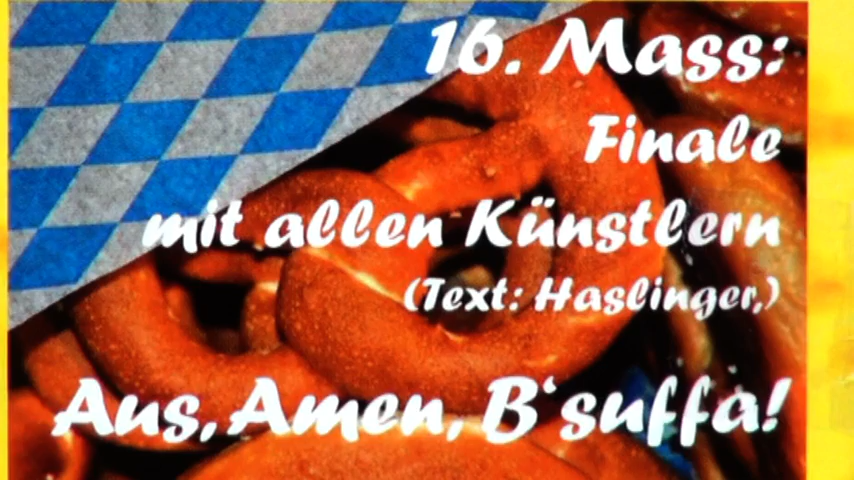 16. Mass:
Finale
mit allen Künstlern
(Text: Haslinger,)
Aus, Amen, B'suffa!